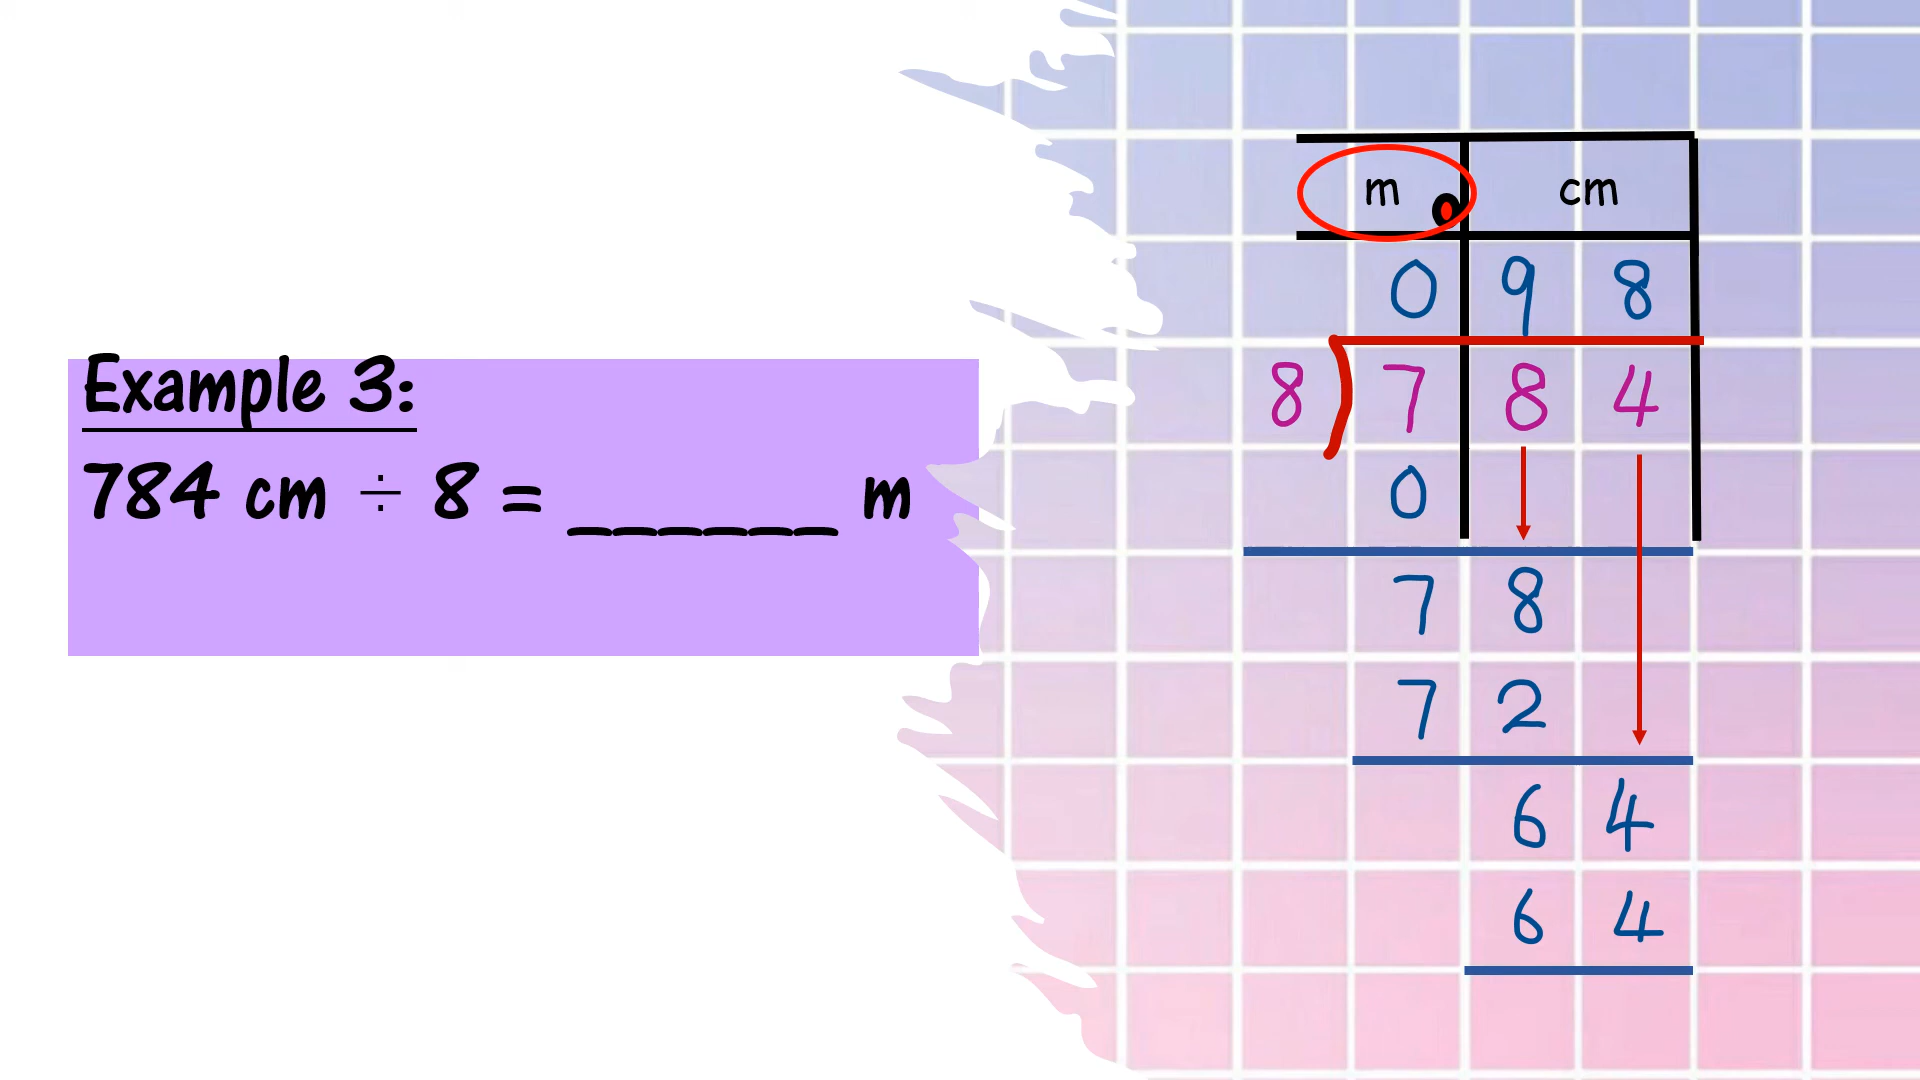 Example 3:
784 cm ÷ 8 = ______ m
m . cm
0 9 8
8 ) 7 8 4
0
7 8
7 2
6 4
6 4